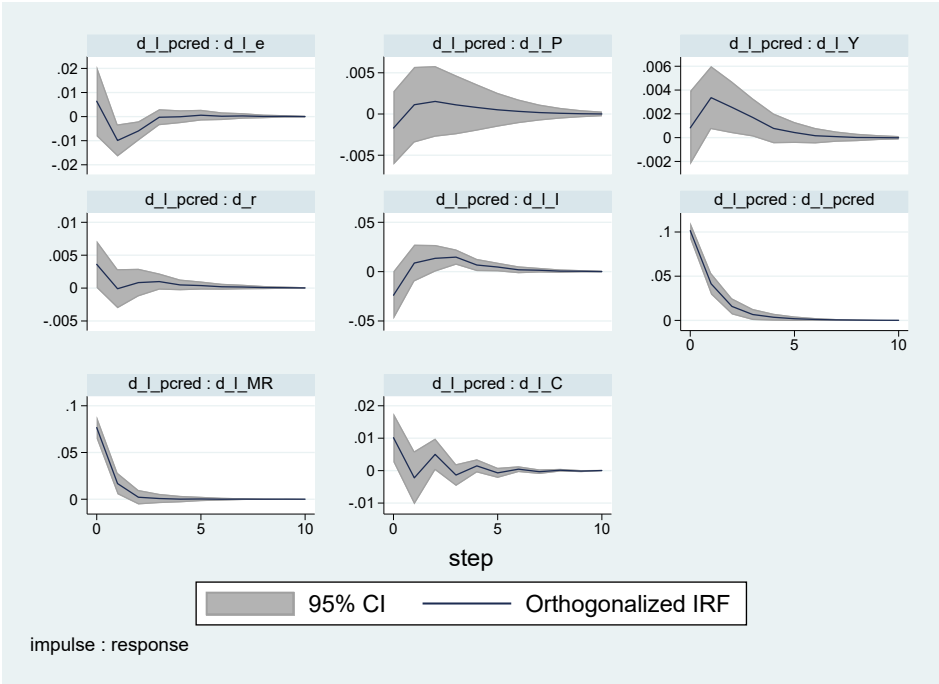 d_l_pcred : d_l_e
d_l_pcred : d_l_P
d_l_pcred : d_l_Y
.02
.01
0
-.01
-.02
.005
0
-.005
.006
.004
.002
0
-.002
d_l_pcred : d_r
d_l_pcred : d_l_I
d_l_pcred : d_l_pcred
.01
.005
0
-.005
.05
0
-.05
.1
.05
0
0 5 10
d_l_pcred : d_l_MR
d_l_pcred : d_l_C
.1
.05
0
0 5 10
.02
.01
0
-.01
0 5 10
step
95% CI Orthogonalized IRF
impulse : response